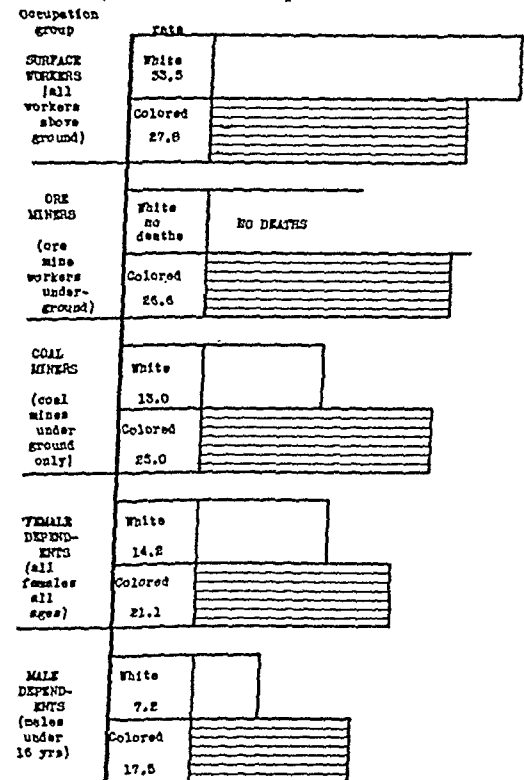 Occupation
group
rate
SURFACE
WORKERS
(all
workers
above
ground)
White
33.5
Colored
27.8
ORE
MINERS
(ore
mine
workers
under-
ground)
White
no
deaths
NO DEATHS
Colored
26.6
COAL
MINERS
(coal
mines
under
ground
only)
White
13.0
Colored
25.0
FEMALE
DEPEND-
ENTS
(all
females
all
ages)
White
14.2
Colored
21.1
MALE
DEPEND-
ENTS
(males
under
16 yrs)
White
7.2
Colored
17.5